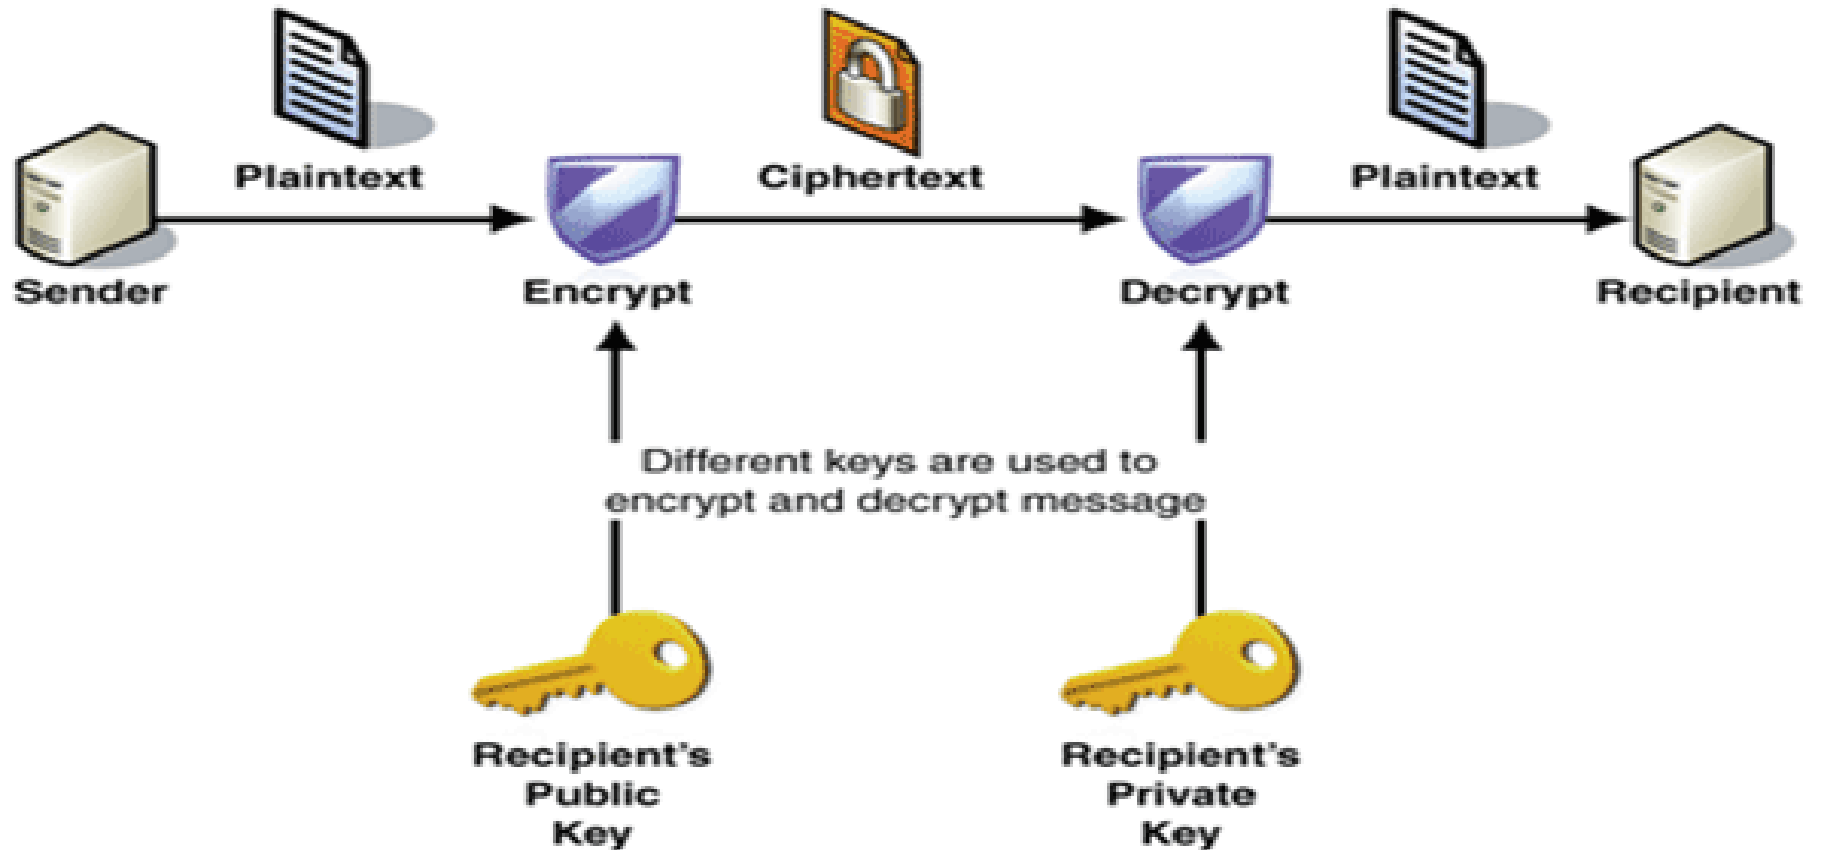 Plaintext
Ciphertext
Plaintext
Sender
Encrypt
Decrypt
Recipient
Different keys are used to
encrypt and decrypt message
Recipient's
Public
Key
Recipient's
Private
Key